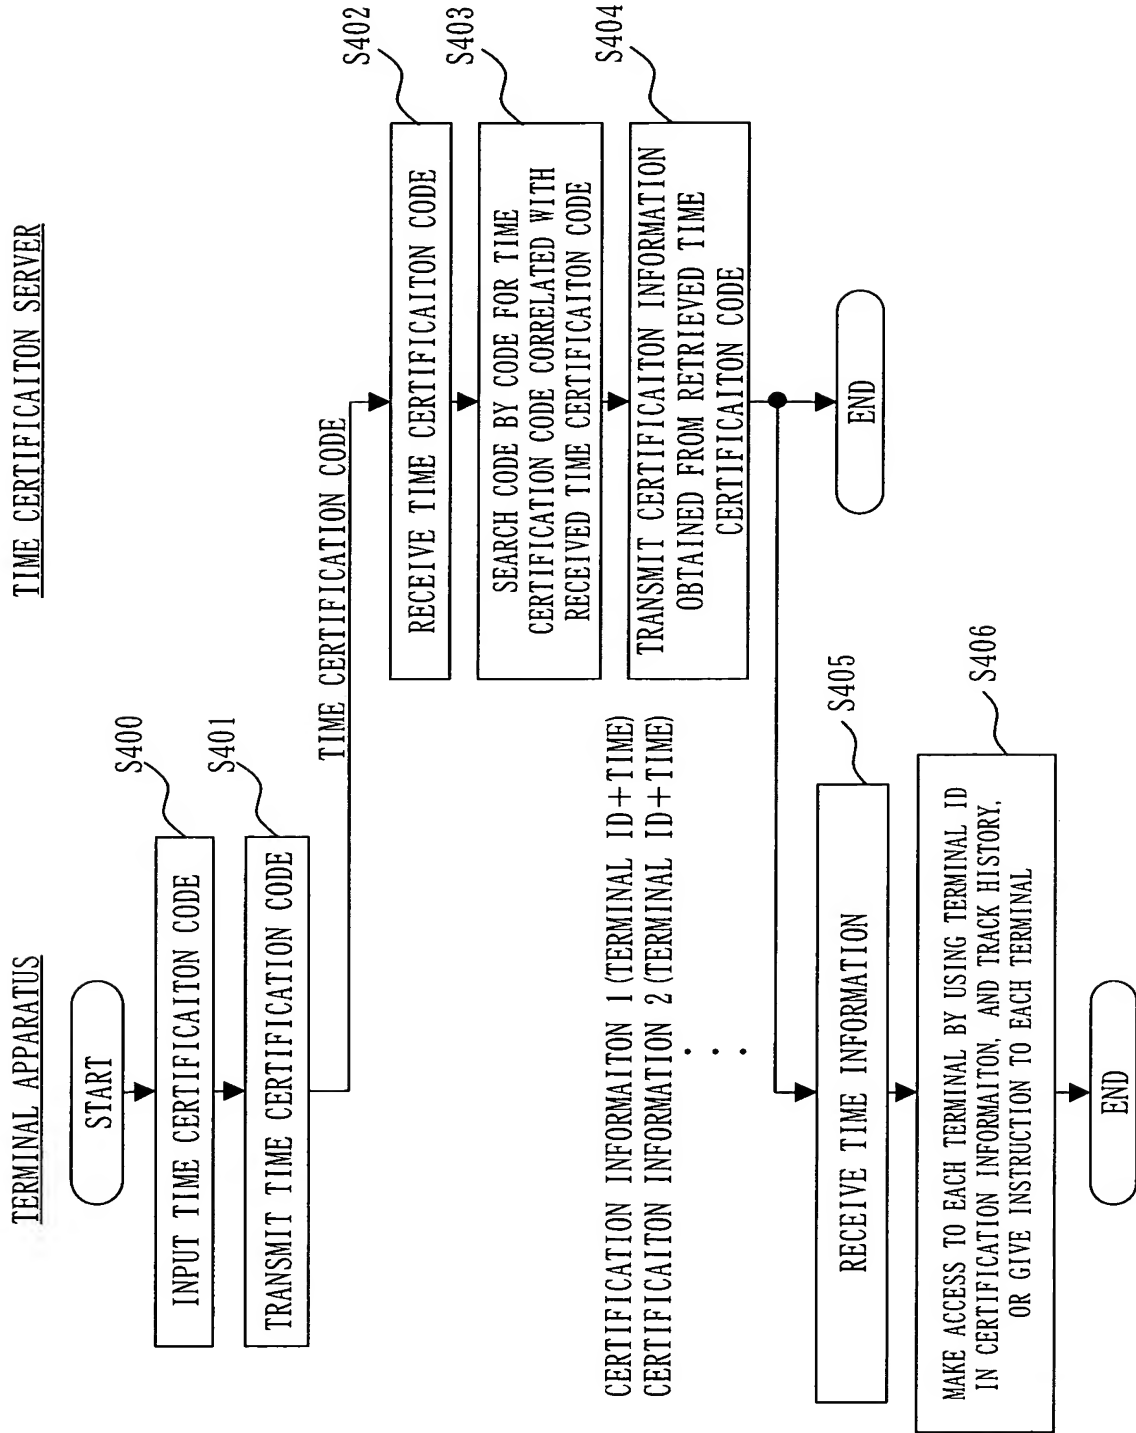 TERMINAL APPARATUS
TIME CERTIFICAITON SERVER
START
INPUT TIME CERTIFICAITON CODE
S400
TRANSMIT TIME CERTIFICATION CODE
S401
TIME CERTIFICATION CODE
RECEIVE TIME CERTIFICAITON CODE
S402
SEARCH CODE BY CODE FOR TIME
CERTIFICATION CODE CORRELATED WITH
RECEIVED TIME CERTIFICAITON CODE
S403
TRANSMIT CERTIFICAITON INFORMATION
OBTAINED FROM RETRIEVED TIME
CERTIFICAITON CODE
S404
END
CERTIFICATION INFORMAITON 1(TERMINAL ID+TIME)
CERTIFICAITON INFORMATION 2(TERMINAL ID+TIME)
· · ·
RECEIVE TIME INFORMATION
S405
MAKE ACCESS TO EACH TERMINAL BY USING TERMINAL ID
IN CERTIFICATION INFORMAITON, AND TRACK HISTORY,
OR GIVE INSTRUCTION TO EACH TERMINAL
S406
END